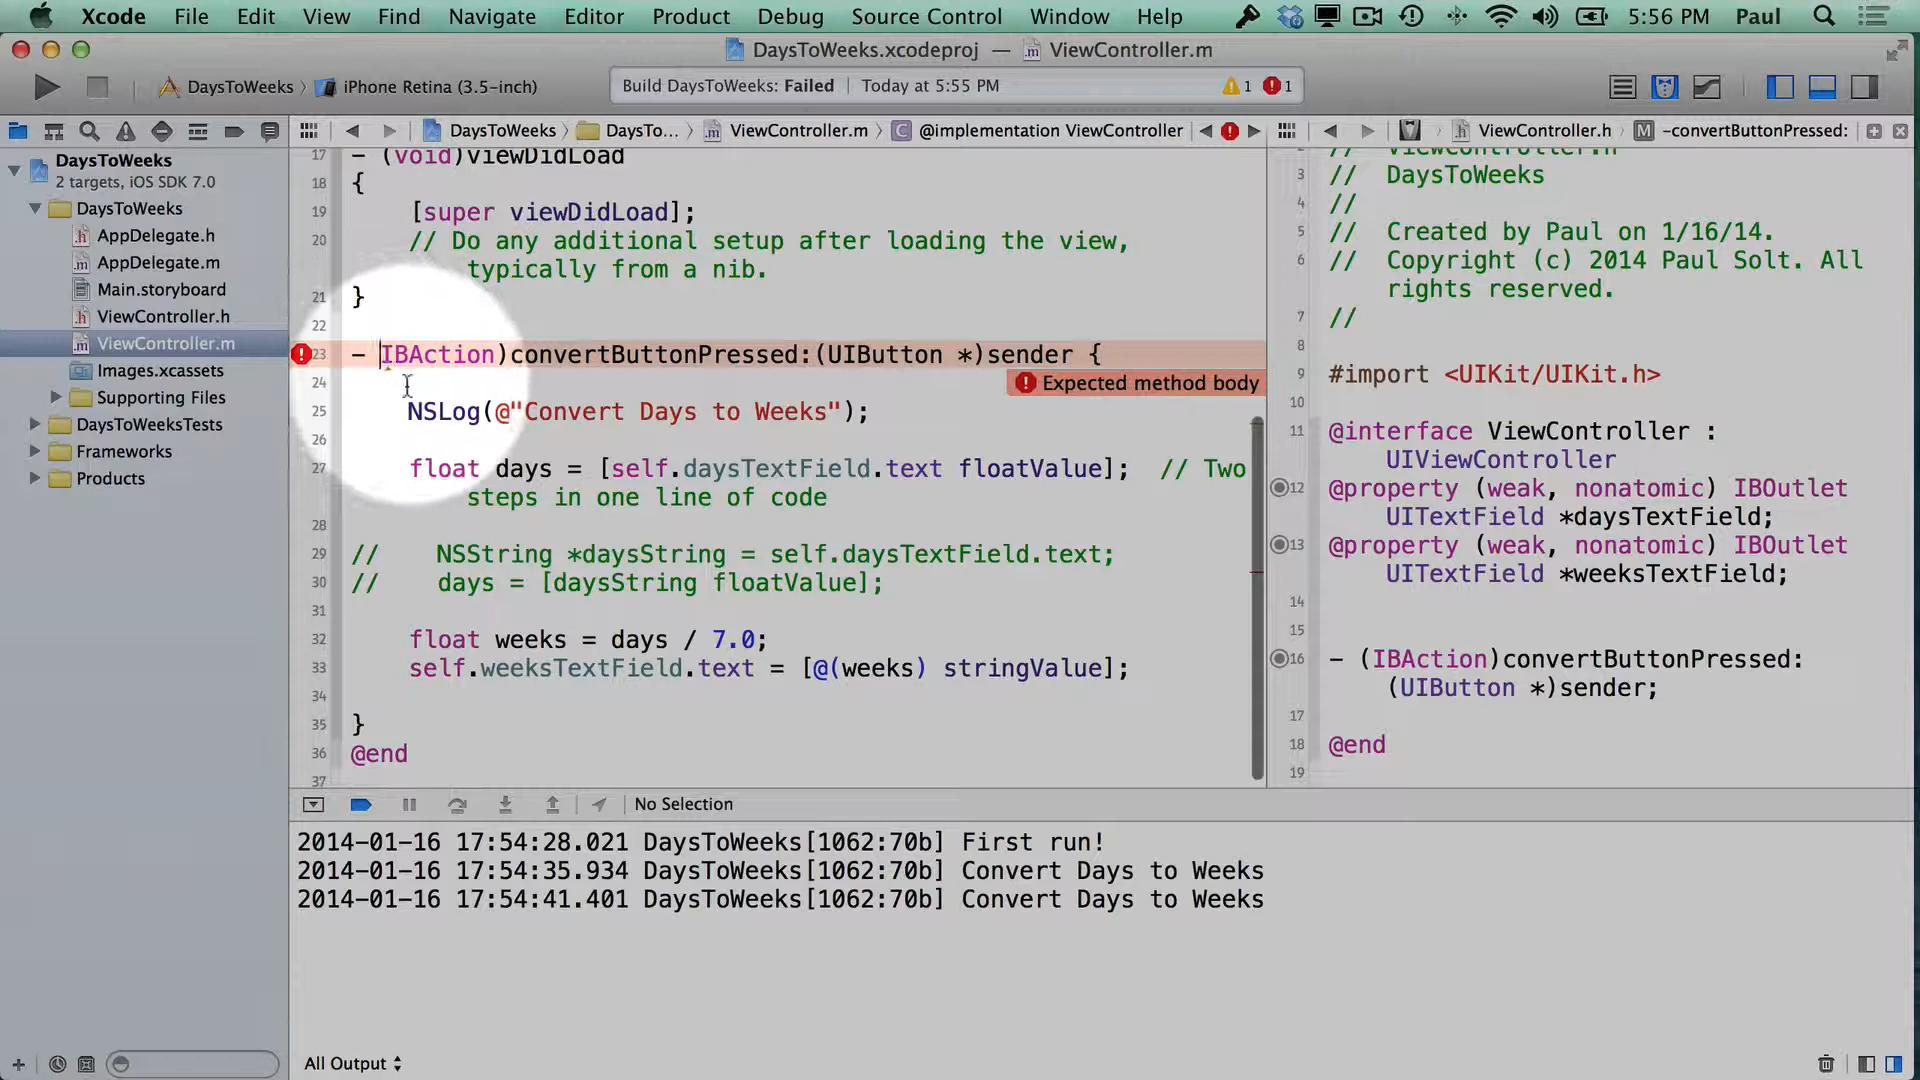 Xcode File Edit View Find Navigate Editor Product Debug Source Control Window Help 5:56 PM Paul
DaysToWeeks.xcodeproj — ViewController.m
DaysToWeeks iPhone Retina (3.5-inch)
Build DaysToWeeks: Failed Today at 5:55 PM 1 1
DaysToWeeks DaysTo... ViewController.m @implementation ViewController
ViewController.h -convertButtonPressed:
DaysToWeeks
2 targets, iOS SDK 7.0
DaysToWeeks
AppDelegate.h
AppDelegate.m
Main.storyboard
ViewController.h
ViewController.m
Images.xcassets
Supporting Files
DaysToWeeksTests
Frameworks
Products
17 - (void)viewDidLoad
18 {
19 [super viewDidLoad];
20 // Do any additional setup after loading the view,
typically from a nib.
21 }
22
23 - IBAction)convertButtonPressed:(UIButton *)sender {
24 Expected method body
25 NSLog(@"Convert Days to Weeks");
26
27 float days = [self.daysTextField.text floatValue]; // Two
steps in one line of code
28
29 // NSString *daysString = self.daysTextField.text;
30 // days = [daysString floatValue];
31
32 float weeks = days / 7.0;
33 self.weeksTextField.text = [@(weeks) stringValue];
34
35 }
36 @end
37
2 // ViewController.h
3 // DaysToWeeks
4 //
5 // Created by Paul on 1/16/14.
6 // Copyright (c) 2014 Paul Solt. All
rights reserved.
7 //
8
9 #import <UIKit/UIKit.h>
10
11 @interface ViewController :
UIViewController
12 @property (weak, nonatomic) IBOutlet
UITextField *daysTextField;
13 @property (weak, nonatomic) IBOutlet
UITextField *weeksTextField;
14
15
16 - (IBAction)convertButtonPressed:
(UIButton *)sender;
17
18 @end
19
No Selection
2014-01-16 17:54:28.021 DaysToWeeks[1062:70b] First run!
2014-01-16 17:54:35.934 DaysToWeeks[1062:70b] Convert Days to Weeks
2014-01-16 17:54:41.401 DaysToWeeks[1062:70b] Convert Days to Weeks
All Output